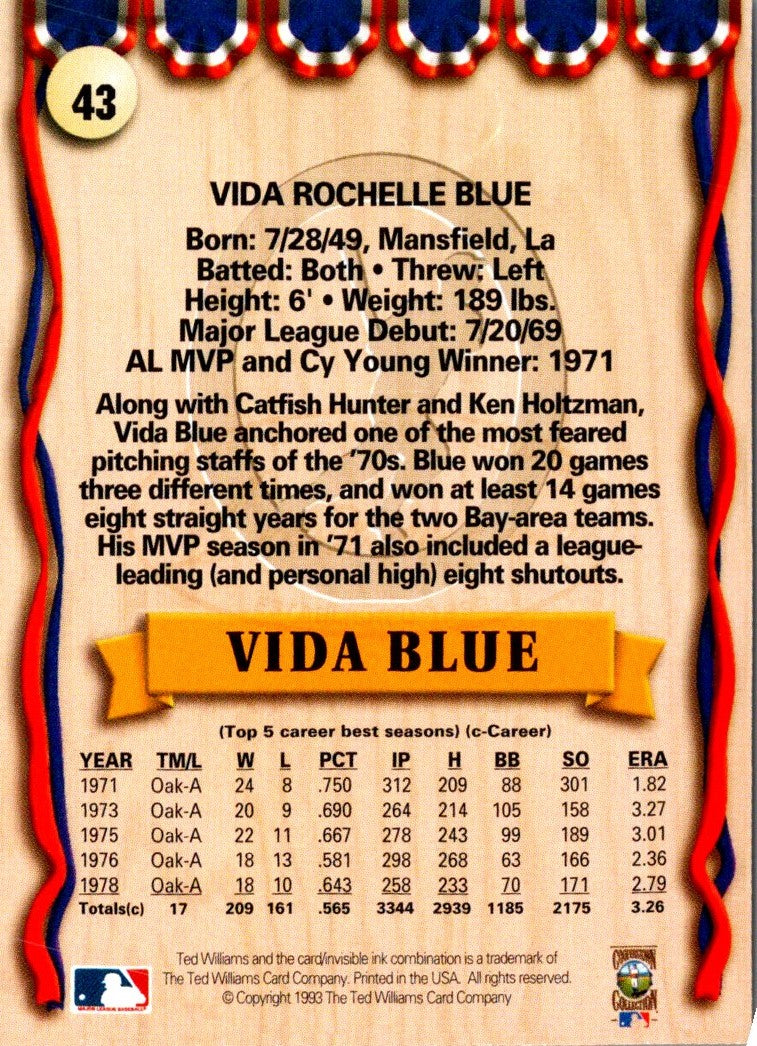 43
VIDA ROCHELLE BLUE
Born: 7/28/49, Mansfield, La
Batted: Both • Threw: Left
Height: 6' • Weight: 189 lbs.
Major League Debut: 7/20/69
AL MVP and Cy Young Winner: 1971
Along with Catfish Hunter and Ken Holtzman,
Vida Blue anchored one of the most feared
pitching staffs of the '70s. Blue won 20 games
three different times, and won at least 14 games
eight straight years for the two Bay-area teams.
His MVP season in '71 also included a league-
leading (and personal high) eight shutouts.
VIDA BLUE
(Top 5 career best seasons) (c-Career)
YEAR TM/L W L PCT IP H BB SO ERA
1971 Oak-A 24 8 .750 312 209 88 301 1.82
1973 Oak-A 20 9 .690 264 214 105 158 3.27
1975 Oak-A 22 11 .667 278 243 99 189 3.01
1976 Oak-A 18 13 .581 298 268 63 166 2.36
1978 Oak-A 18 10 .643 258 233 70 171 2.79
Totals(c) 17 209 161 .565 3344 2939 1185 2175 3.26
Ted Williams and the card/invisible ink combination is a trademark of
The Ted Williams Card Company. Printed in the USA. All rights reserved.
© Copyright 1993 The Ted Williams Card Company
MAJOR LEAGUE BASEBALL
COOPERSTOWN
COLLECTION